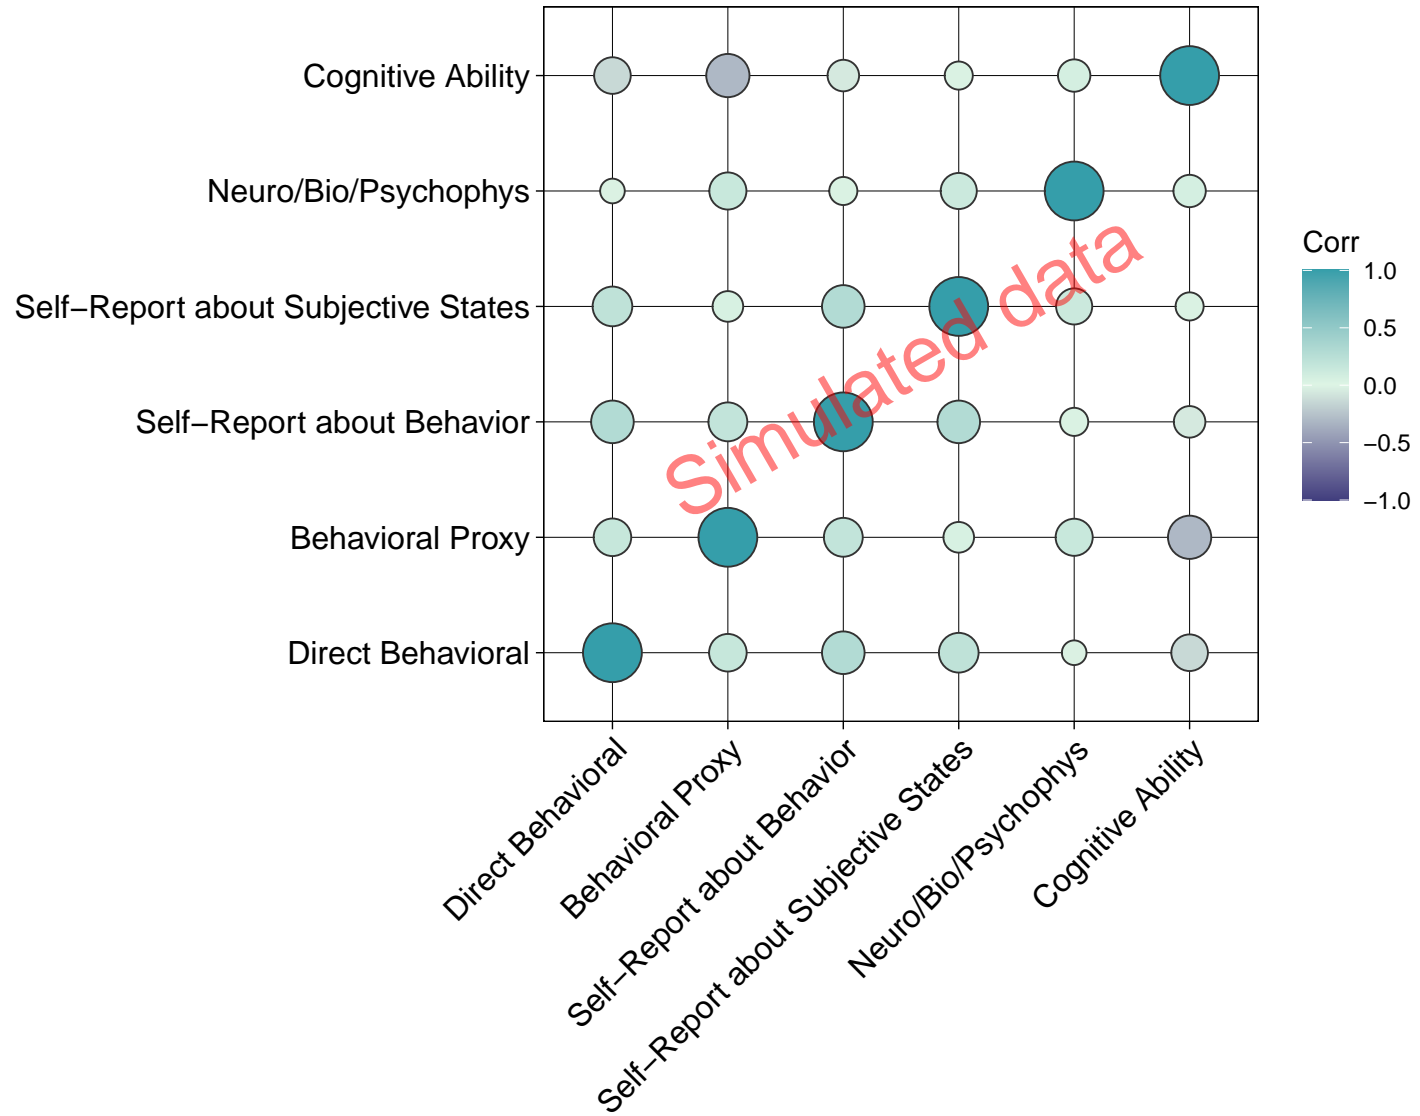 Cognitive Ability
Neuro/Bio/Psychophys
Self−Report about Subjective States
Self−Report about Behavior
Behavioral Proxy
Direct Behavioral
Simulated data
Direct Behavioral
Behavioral Proxy
Self−Report about Behavior
Self−Report about Subjective States
Neuro/Bio/Psychophys
Cognitive Ability
Corr
1.0
0.5
0.0
−0.5
−1.0